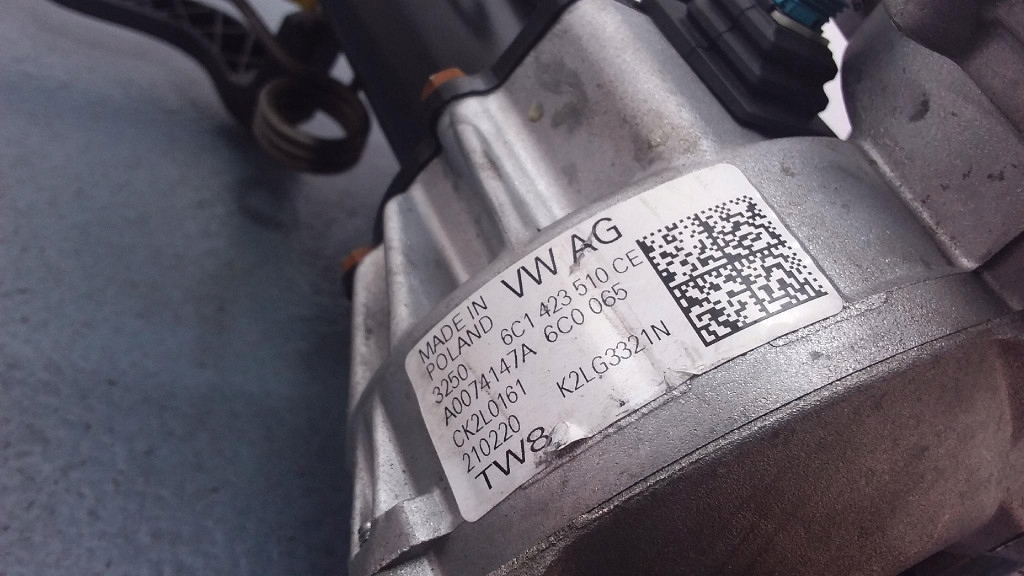 MADE IN VW AG
POLAND
3250 6C1 423 510 CE
A0074147A 6C0 065
CK2L0161
210220 K2LG3321N
TW8